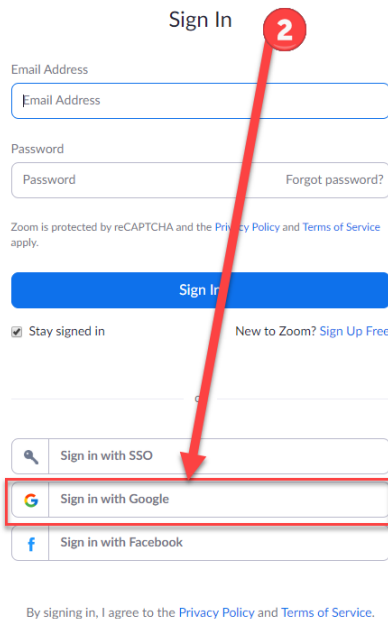 Sign In
2
Email Address
Email Address
Password
Password Forgot password?
Zoom is protected by reCAPTCHA and the Privacy Policy and Terms of Service
apply.
Sign In
Stay signed in New to Zoom? Sign Up Free
Sign in with SSO
G Sign in with Google
f Sign in with Facebook
By signing in, I agree to the Privacy Policy and Terms of Service.